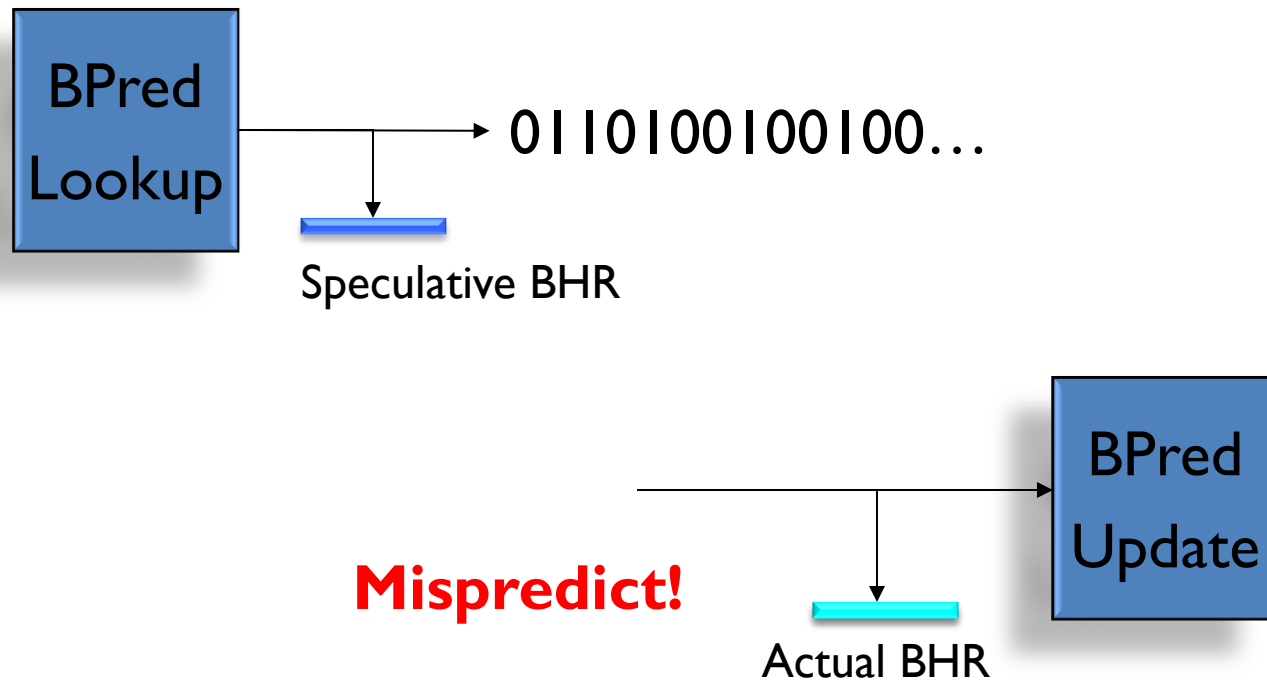 BPred
Lookup
0110100100100…
Speculative BHR
BPred
Update
Mispredict!
Actual BHR